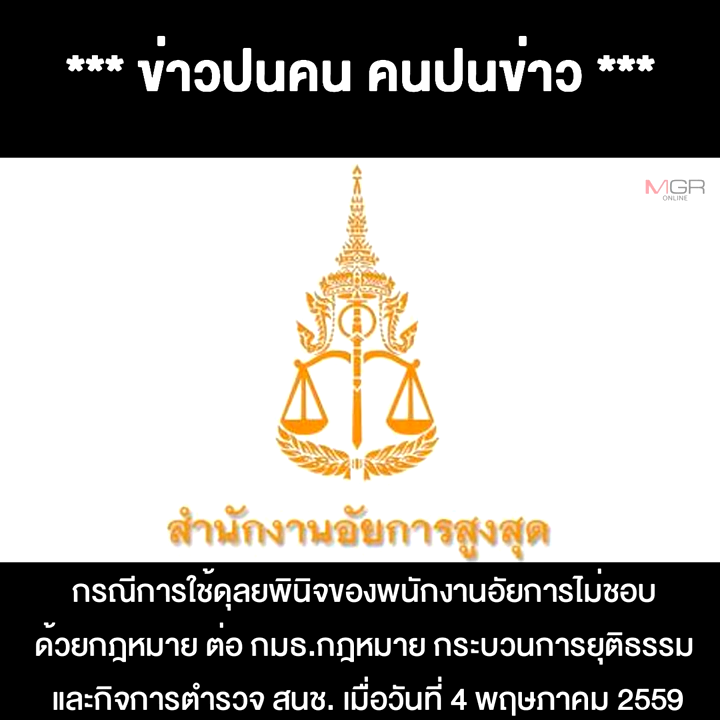 *** ข่าวปนคน คนปนข่าว ***
MGR
ONLINE
สำนักงานอัยการสูงสุด
กรณีการใช้ดุลยพินิจของพนักงานอัยการไม่ชอบ
ด้วยกฎหมาย ต่อ กมธ.กฎหมาย กระบวนการยุติธรรม
และกิจการตำรวจ สนช. เมื่อวันที่ 4 พฤษภาคม 2559